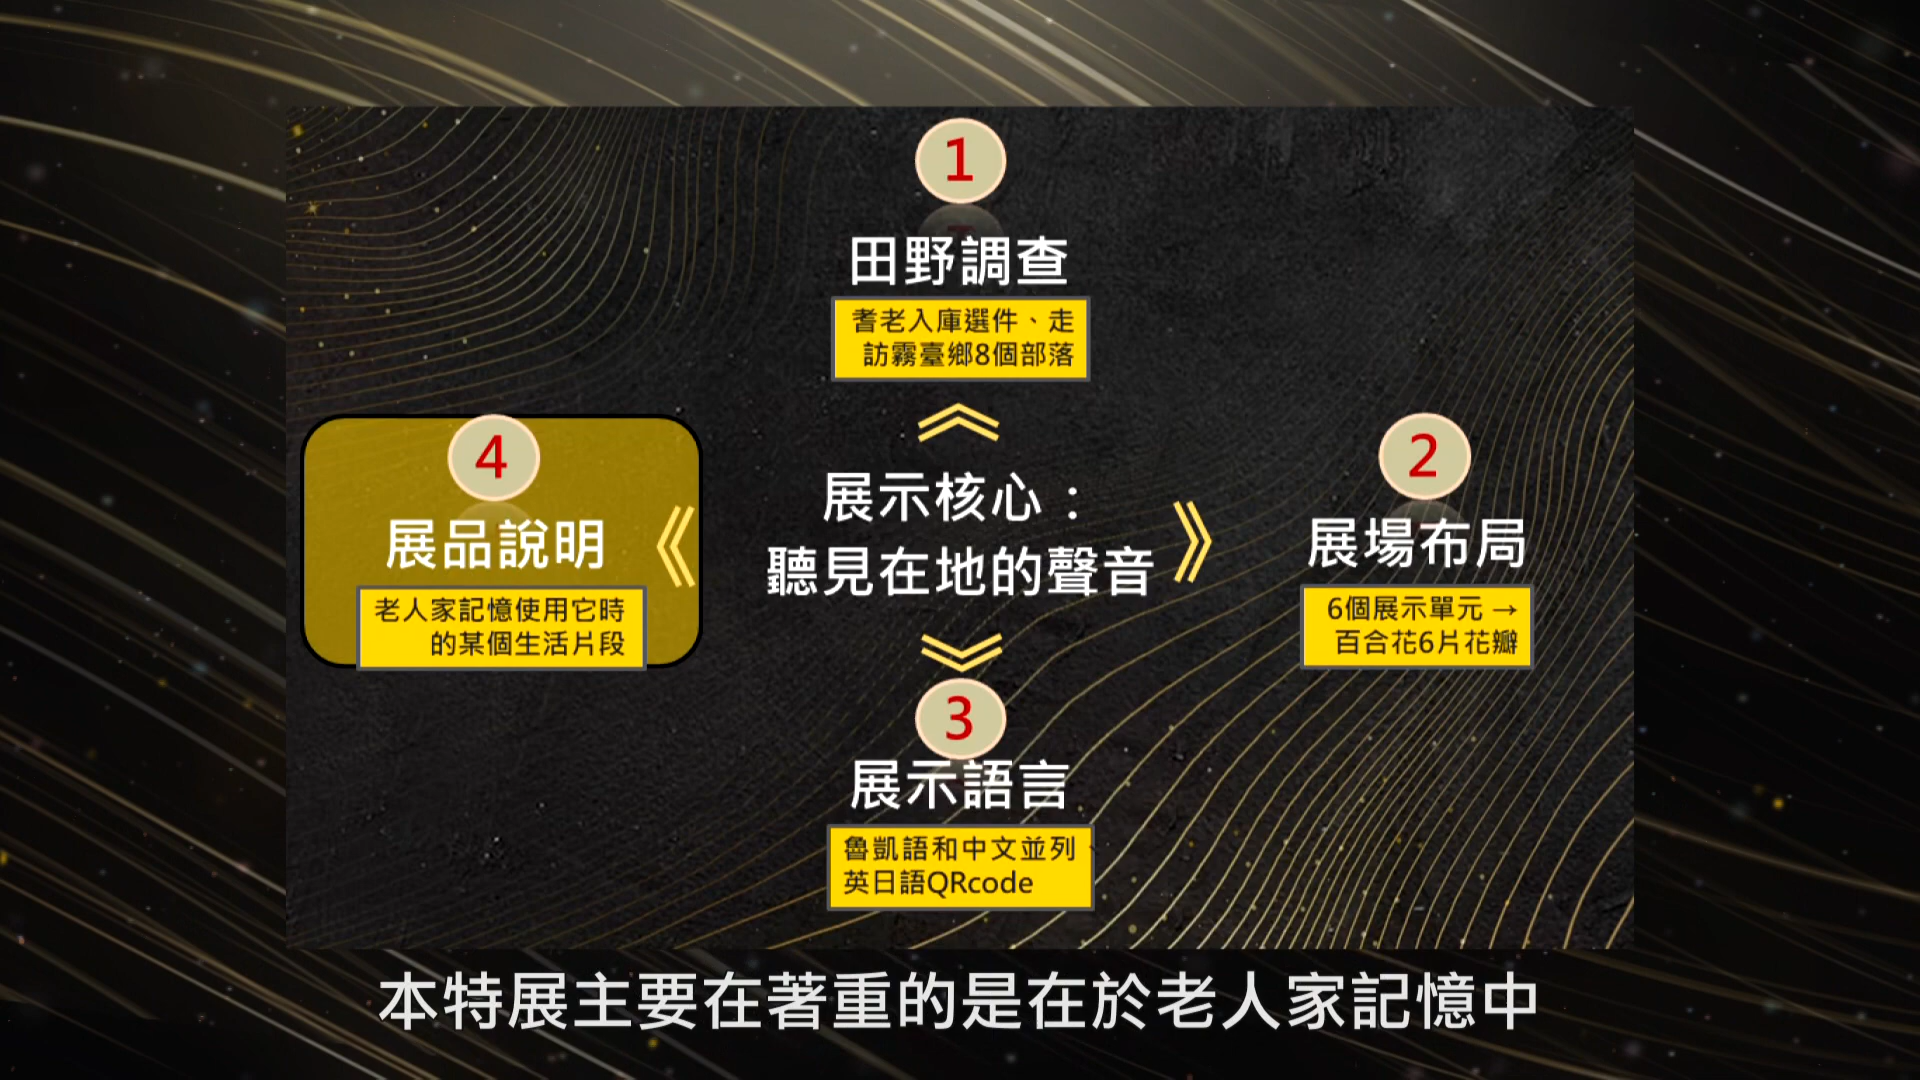 1
田野調查
耆老入庫選件、走
訪霧臺鄉8個部落
展示核心：
聽見在地的聲音
2
展場布局
6個展示單元→
百合花6片花瓣
3
展示語言
魯凱語和中文並列
英日語QRcode
4
展品說明
老人家記憶使用它時
的某個生活片段
本特展主要在著重的是在於老人家記憶中